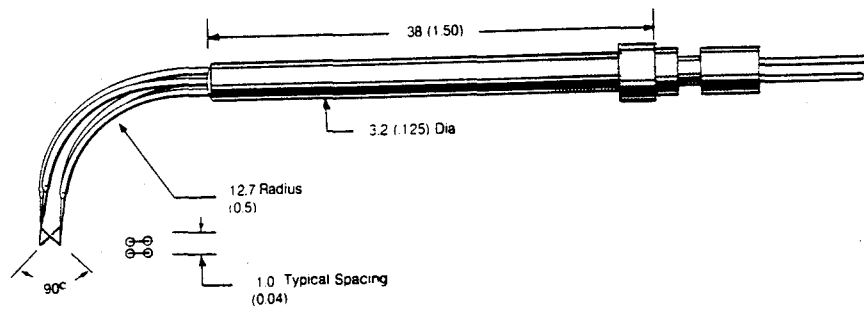 38 (1.50)
3.2 (.125) Dia
12.7 Radius
(0.5)
90°
1.0 Typical Spacing
(0.04)